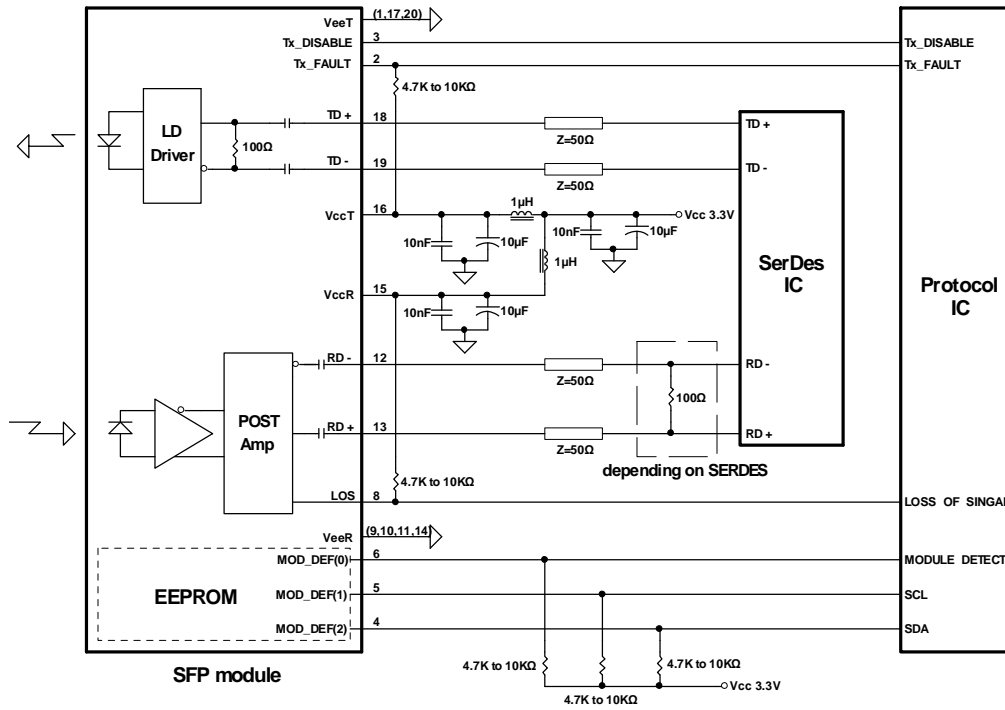 VeeT (1,17,20)
Tx_DISABLE 3 Tx_DISABLE
Tx_FAULT 2 Tx_FAULT
4.7K to 10KΩ
LD
Driver
100Ω
TD + 18 Z=50Ω TD +
TD - 19 Z=50Ω TD -
VccT 16 1µH Vcc 3.3V
10nF 10µF 10nF 10µF
1µH
SerDes
IC
Protocol
IC
VccR 15
10nF 10µF
RD - 12 Z=50Ω RD -
POST
Amp
100Ω
RD + 13 Z=50Ω RD +
depending on SERDES
4.7K to 10KΩ
LOS 8 LOSS OF SINGAL
VeeR (9,10,11,14)
MOD_DEF(0) 6 MODULE DETECT
EEPROM
MOD_DEF(1) 5 SCL
MOD_DEF(2) 4 SDA
4.7K to 10KΩ 4.7K to 10KΩ
4.7K to 10KΩ
Vcc 3.3V
SFP module